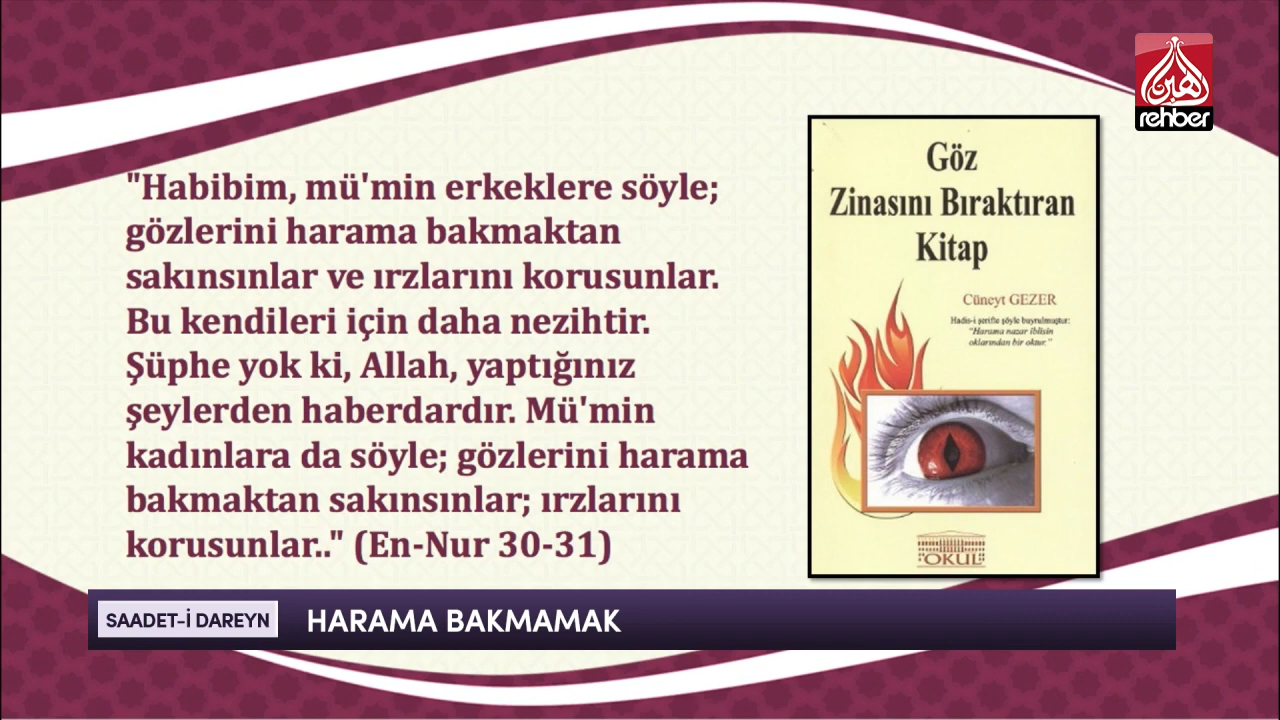 "Habibim, mü'min erkeklere söyle;
gözlerini harama bakmaktan
sakınsınlar ve ırzlarını korusunlar.
Bu kendileri için daha nezihtir.
Şüphe yok ki, Allah, yaptığınız
şeylerden haberdardır. Mü'min
kadınlara da söyle; gözlerini harama
bakmaktan sakınsınlar; ırzlarını
korusunlar.." (En-Nur 30-31)
Göz
Zinasını Bıraktıran
Kitap
Cüneyt GEZER
Hadis-i şerifte şöyle buyrulmuştur:
"Harama nazar iblisin
oklarından bir oktur."
OKUL
rehber
SAADET-İ DAREYN
HARAMA BAKMAMAK